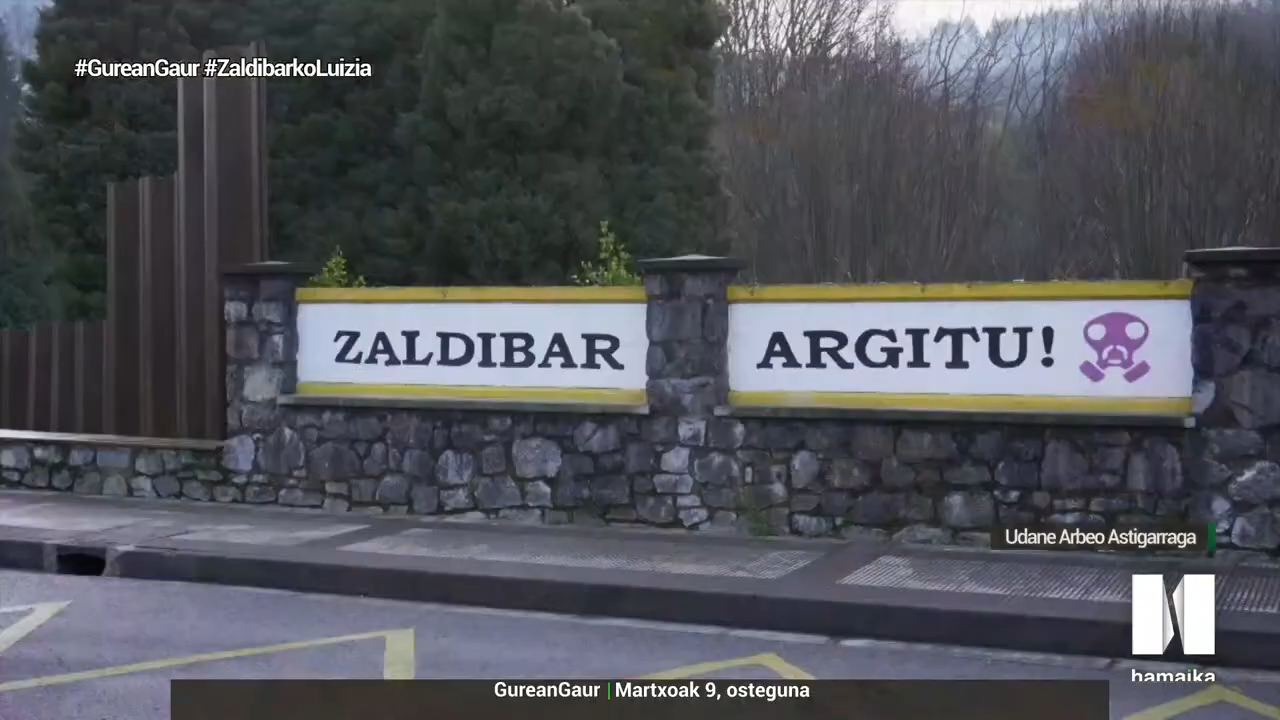 #GureanGaur #ZaldibarkoLuizia
ZALDIBAR ARGITU!
Udane Arbeo Astigarraga
hamaika
GureanGaur | Martxoak 9, osteguna